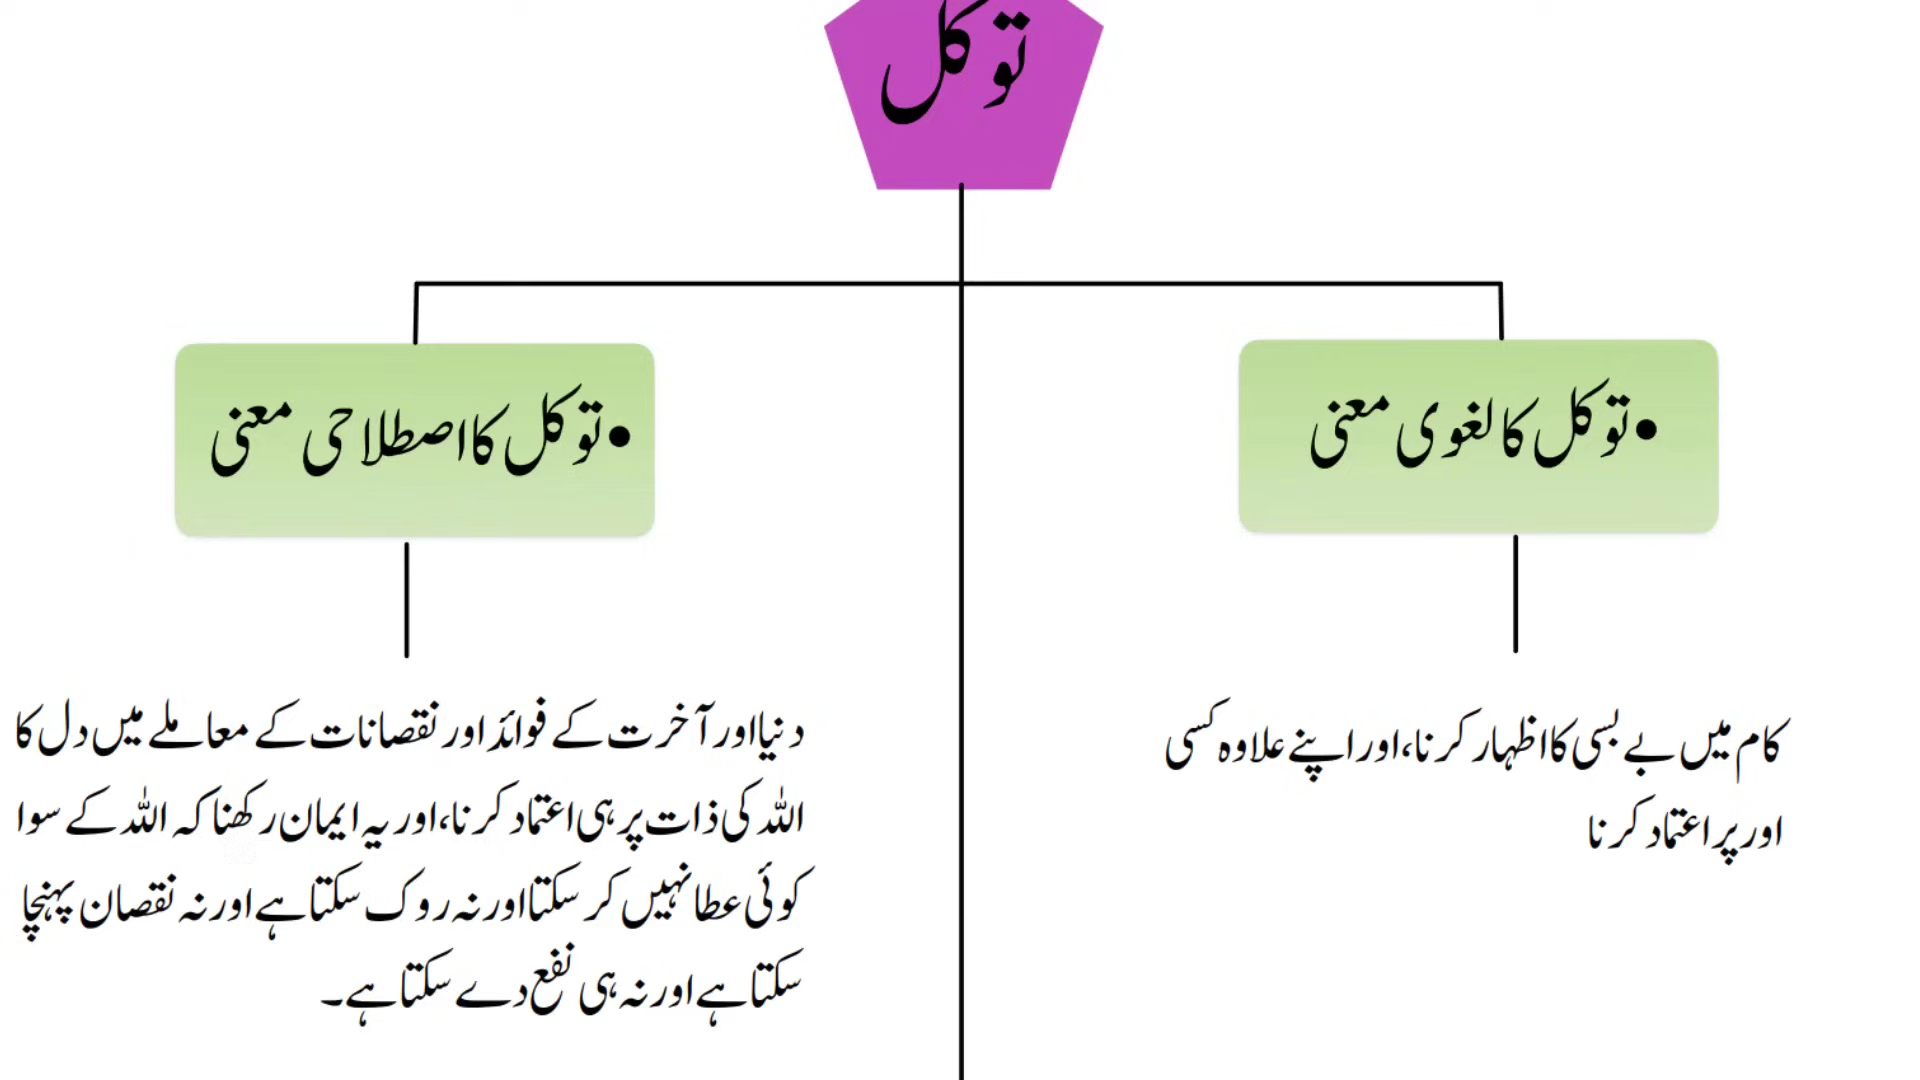 توکل
•توکل کا لغوی معنی
کام میں بے بسی کا اظہار کرنا،اور اپنے علاوہ کسی
اور پر اعتماد کرنا
•توکل کا اصطلاحی معنی
دنیا اور آخرت کے فوائد اور نقصانات کے معاملے میں دل کا
اللہ کی ذات پر ہی اعتماد کرنا،اور یہ ایمان رکھنا کہ اللہ کے سوا
کوئی عطا نہیں کر سکتا اور نہ روک سکتا ہے اور نہ نقصان پہنچا
سکتا ہے اور نہ ہی نفع دے سکتا ہے۔